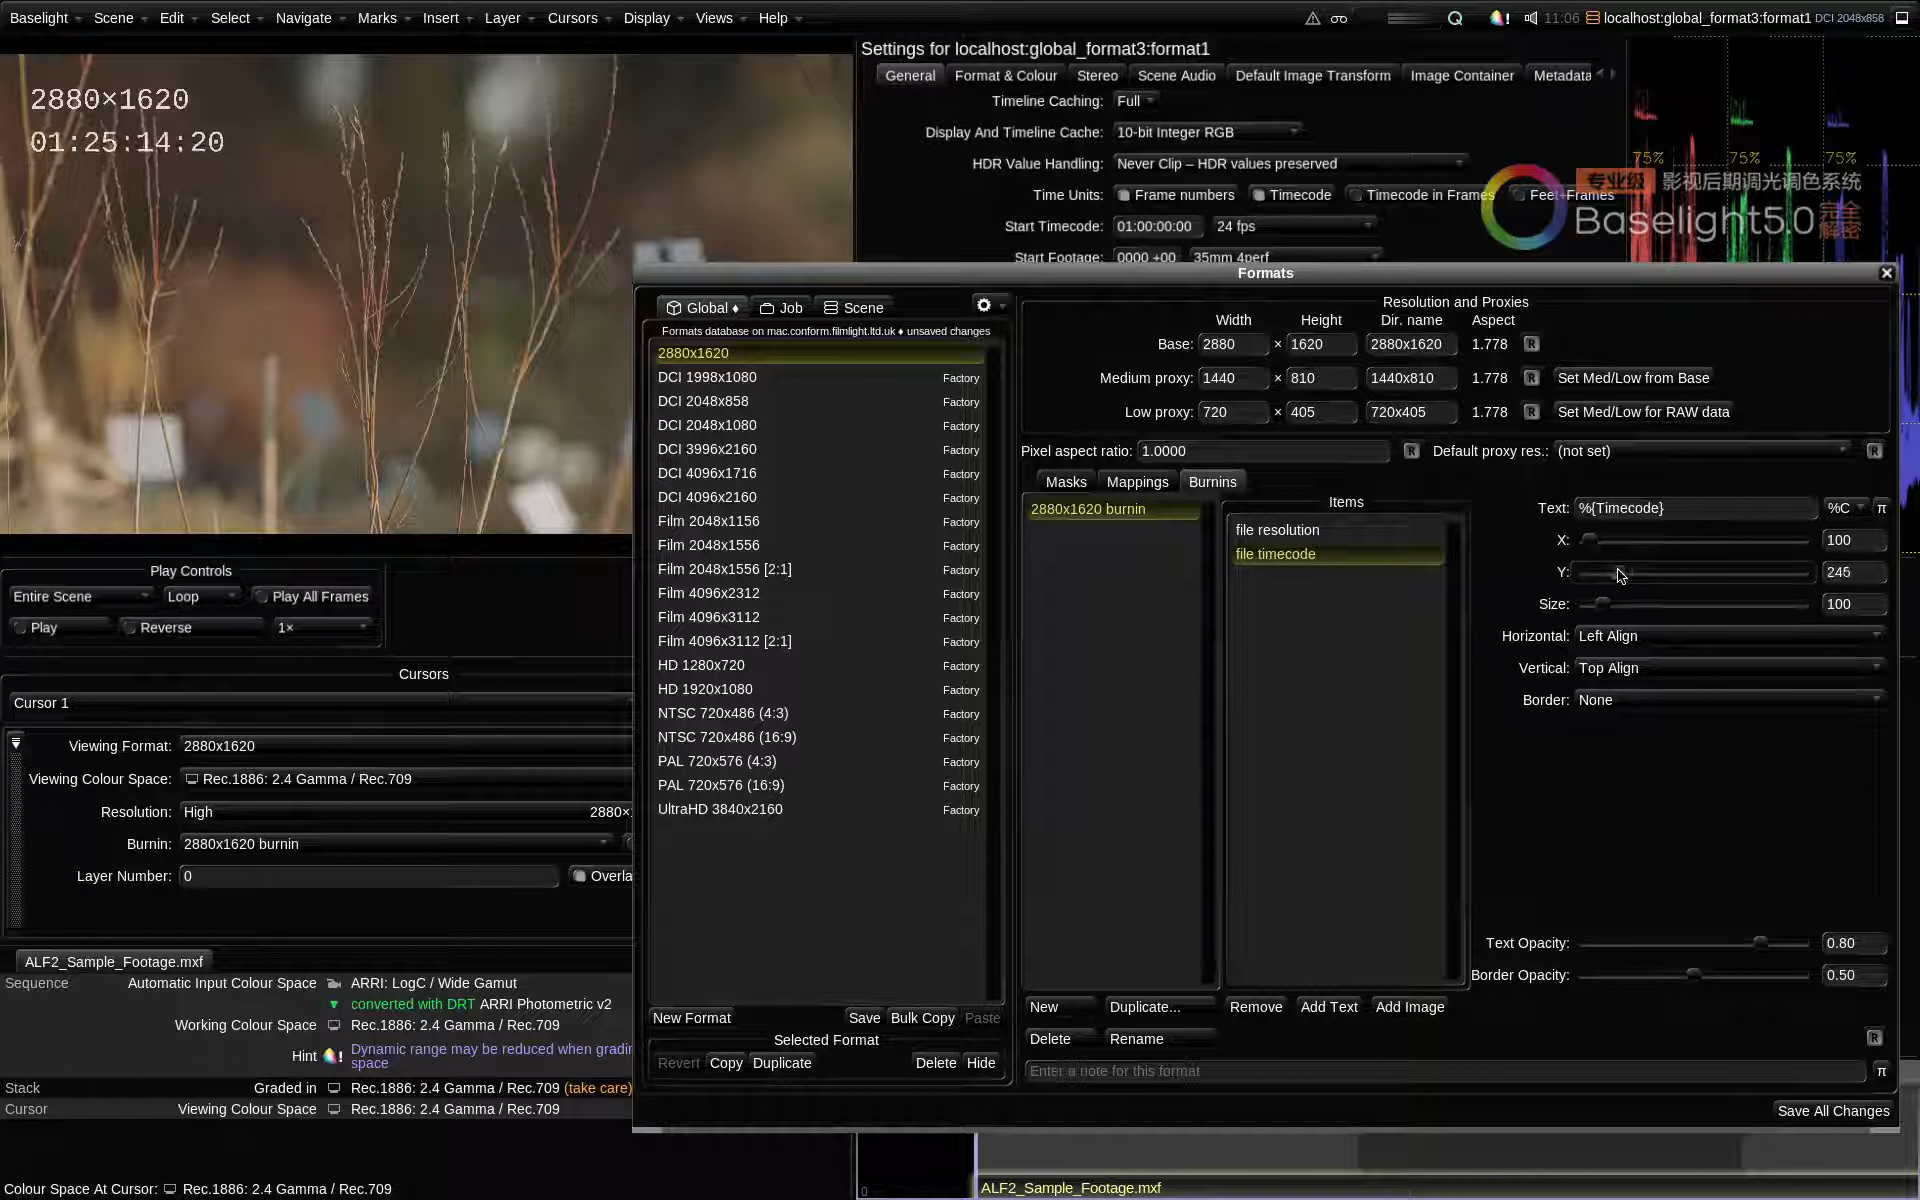 Baselight Scene Edit Select Navigate Marks Insert Layer Cursors Display Views Help
11:06 localhost:global_format3:format1 DCI 2048x858
2880×1620
01:25:14:20
Settings for localhost:global_format3:format1
General Format & Colour Stereo Scene Audio Default Image Transform Image Container Metadata
Timeline Caching: Full
Display And Timeline Cache: 10-bit Integer RGB
HDR Value Handling: Never Clip – HDR values preserved
Time Units: Frame numbers Timecode Timecode in Frames Feet+Frames
Start Timecode: 01:00:00:00 24 fps
Start Footage: 0000 +00 35mm 4perf
75% 75% 75%
专业级 影视后期调光调色系统
Baselight5.0 完全解密
Formats
Global ♦ Job Scene
Formats database on mac.conform.filmlight.ltd.uk ♦ unsaved changes
2880x1620
DCI 1998x1080 Factory
DCI 2048x858 Factory
DCI 2048x1080 Factory
DCI 3996x2160 Factory
DCI 4096x1716 Factory
DCI 4096x2160 Factory
Film 2048x1156 Factory
Film 2048x1556 Factory
Film 2048x1556 [2:1] Factory
Film 4096x2312 Factory
Film 4096x3112 Factory
Film 4096x3112 [2:1] Factory
HD 1280x720 Factory
HD 1920x1080 Factory
NTSC 720x486 (4:3) Factory
NTSC 720x486 (16:9) Factory
PAL 720x576 (4:3) Factory
PAL 720x576 (16:9) Factory
UltraHD 3840x2160 Factory
New Format Save Bulk Copy Paste
Selected Format
Revert Copy Duplicate Delete Hide
Resolution and Proxies
Width Height Dir. name Aspect
Base: 2880 × 1620 2880x1620 1.778 R
Medium proxy: 1440 × 810 1440x810 1.778 R Set Med/Low from Base
Low proxy: 720 × 405 720x405 1.778 R Set Med/Low for RAW data
Pixel aspect ratio: 1.0000 R Default proxy res.: (not set) R
Masks Mappings Burnins
2880x1620 burnin
Items
file resolution
file timecode
Text: %{Timecode} %C π
X: 100
Y: 245
Size: 100
Horizontal: Left Align
Vertical: Top Align
Border: None
Text Opacity: 0.80
Border Opacity: 0.50
New Duplicate... Remove Add Text Add Image
Delete Rename R
Enter a note for this format π
Save All Changes
Play Controls
Entire Scene Loop Play All Frames
Play Reverse 1×
Cursors
Cursor 1
Viewing Format: 2880x1620
Viewing Colour Space: Rec.1886: 2.4 Gamma / Rec.709
Resolution: High 2880×
Burnin: 2880x1620 burnin
Layer Number: 0 Overla
ALF2_Sample_Footage.mxf
Sequence Automatic Input Colour Space ARRI: LogC / Wide Gamut
converted with DRT ARRI Photometric v2
Working Colour Space Rec.1886: 2.4 Gamma / Rec.709
Hint Dynamic range may be reduced when gradin
space
Stack Graded in Rec.1886: 2.4 Gamma / Rec.709 (take care)
Cursor Viewing Colour Space Rec.1886: 2.4 Gamma / Rec.709
Colour Space At Cursor: Rec.1886: 2.4 Gamma / Rec.709
0 ALF2_Sample_Footage.mxf